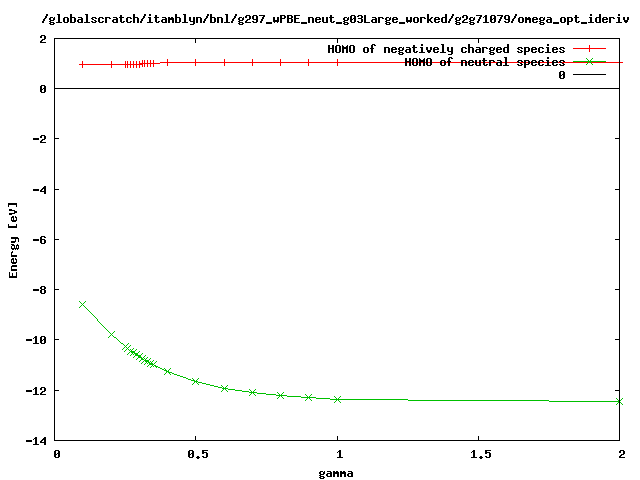 /globalscratch/itamblyn/bnl/g297_wPBE_neut_g03Large_worked/g2g71079/omega_opt_ideriv
HOMO of negatively charged species
HOMO of neutral species
0
2
0
-2
-4
-6
-8
-10
-12
-14
Energy [eV]
0 0.5 1 1.5 2
gamma